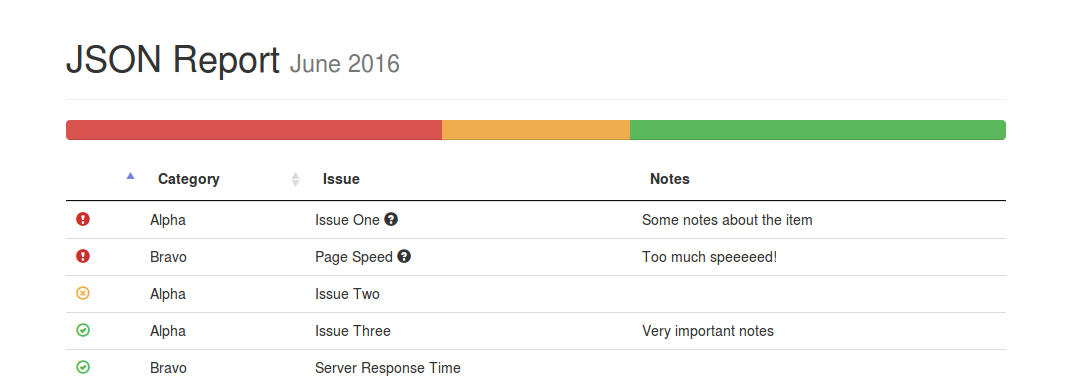 JSON Report June 2016
Category Issue Notes
Alpha Issue One Some notes about the item
Bravo Page Speed Too much speeeeed!
Alpha Issue Two
Alpha Issue Three Very important notes
Bravo Server Response Time